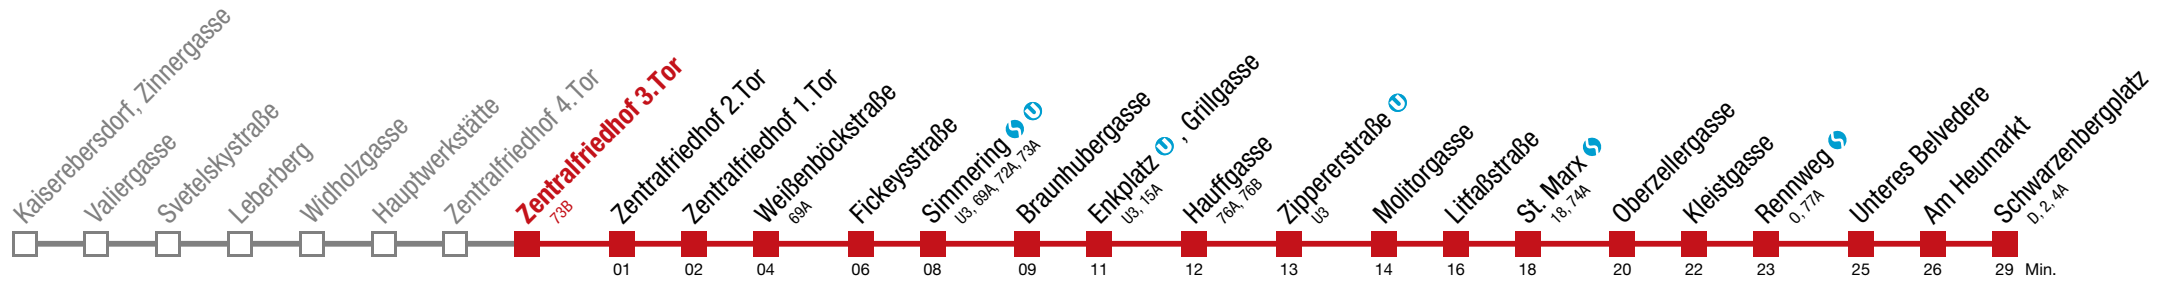 Kaiserebersdorf, Zinnergasse
Valiergasse
Svetelskystraße
Leberberg
Widholzgasse
Hauptwerkstätte
Zentralfriedhof 4.Tor
Zentralfriedhof 3.Tor
73B
Zentralfriedhof 2.Tor
Zentralfriedhof 1.Tor
Weißenböckstraße
69A
Fickeysstraße
Simmering S U
U3, 69A, 72A, 73A
Braunhubergasse
Enkplatz U , Grillgasse
U3, 15A
Hauffgasse
76A, 76B
Zippererstraße U
U3
Molitorgasse
Litfaßstraße
St. Marx S
18, 74A
Oberzellergasse
Kleistgasse
Rennweg S
O, 77A
Unteres Belvedere
Am Heumarkt
Schwarzenbergplatz
D, 2, 4A
01 02 04 06 08 09 11 12 13 14 16 18 20 22 23 25 26 29 Min.